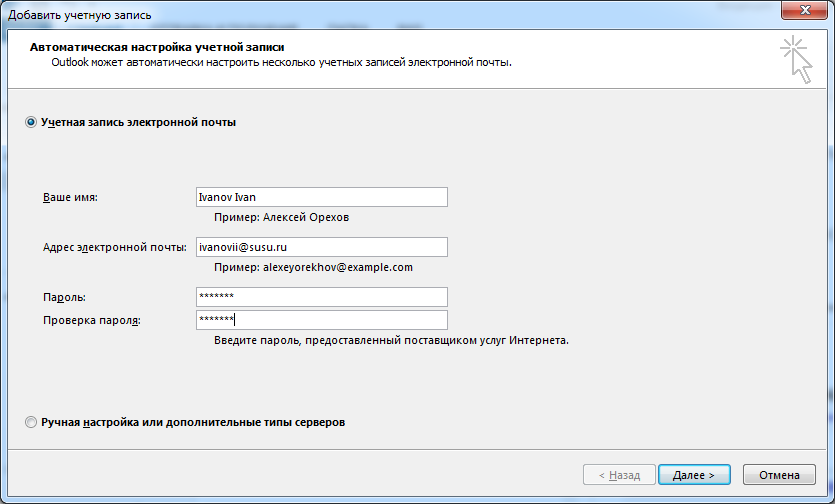 Добавить учетную запись
Автоматическая настройка учетной записи
Outlook может автоматически настроить несколько учетных записей электронной почты.
Учетная запись электронной почты
Ваше имя: Ivanov Ivan
Пример: Алексей Орехов
Адрес электронной почты: ivanovii@susu.ru
Пример: alexeyorekhov@example.com
Пароль: *******
Проверка пароля: *******
Введите пароль, предоставленный поставщиком услуг Интернета.
Ручная настройка или дополнительные типы серверов
< Назад Далее > Отмена